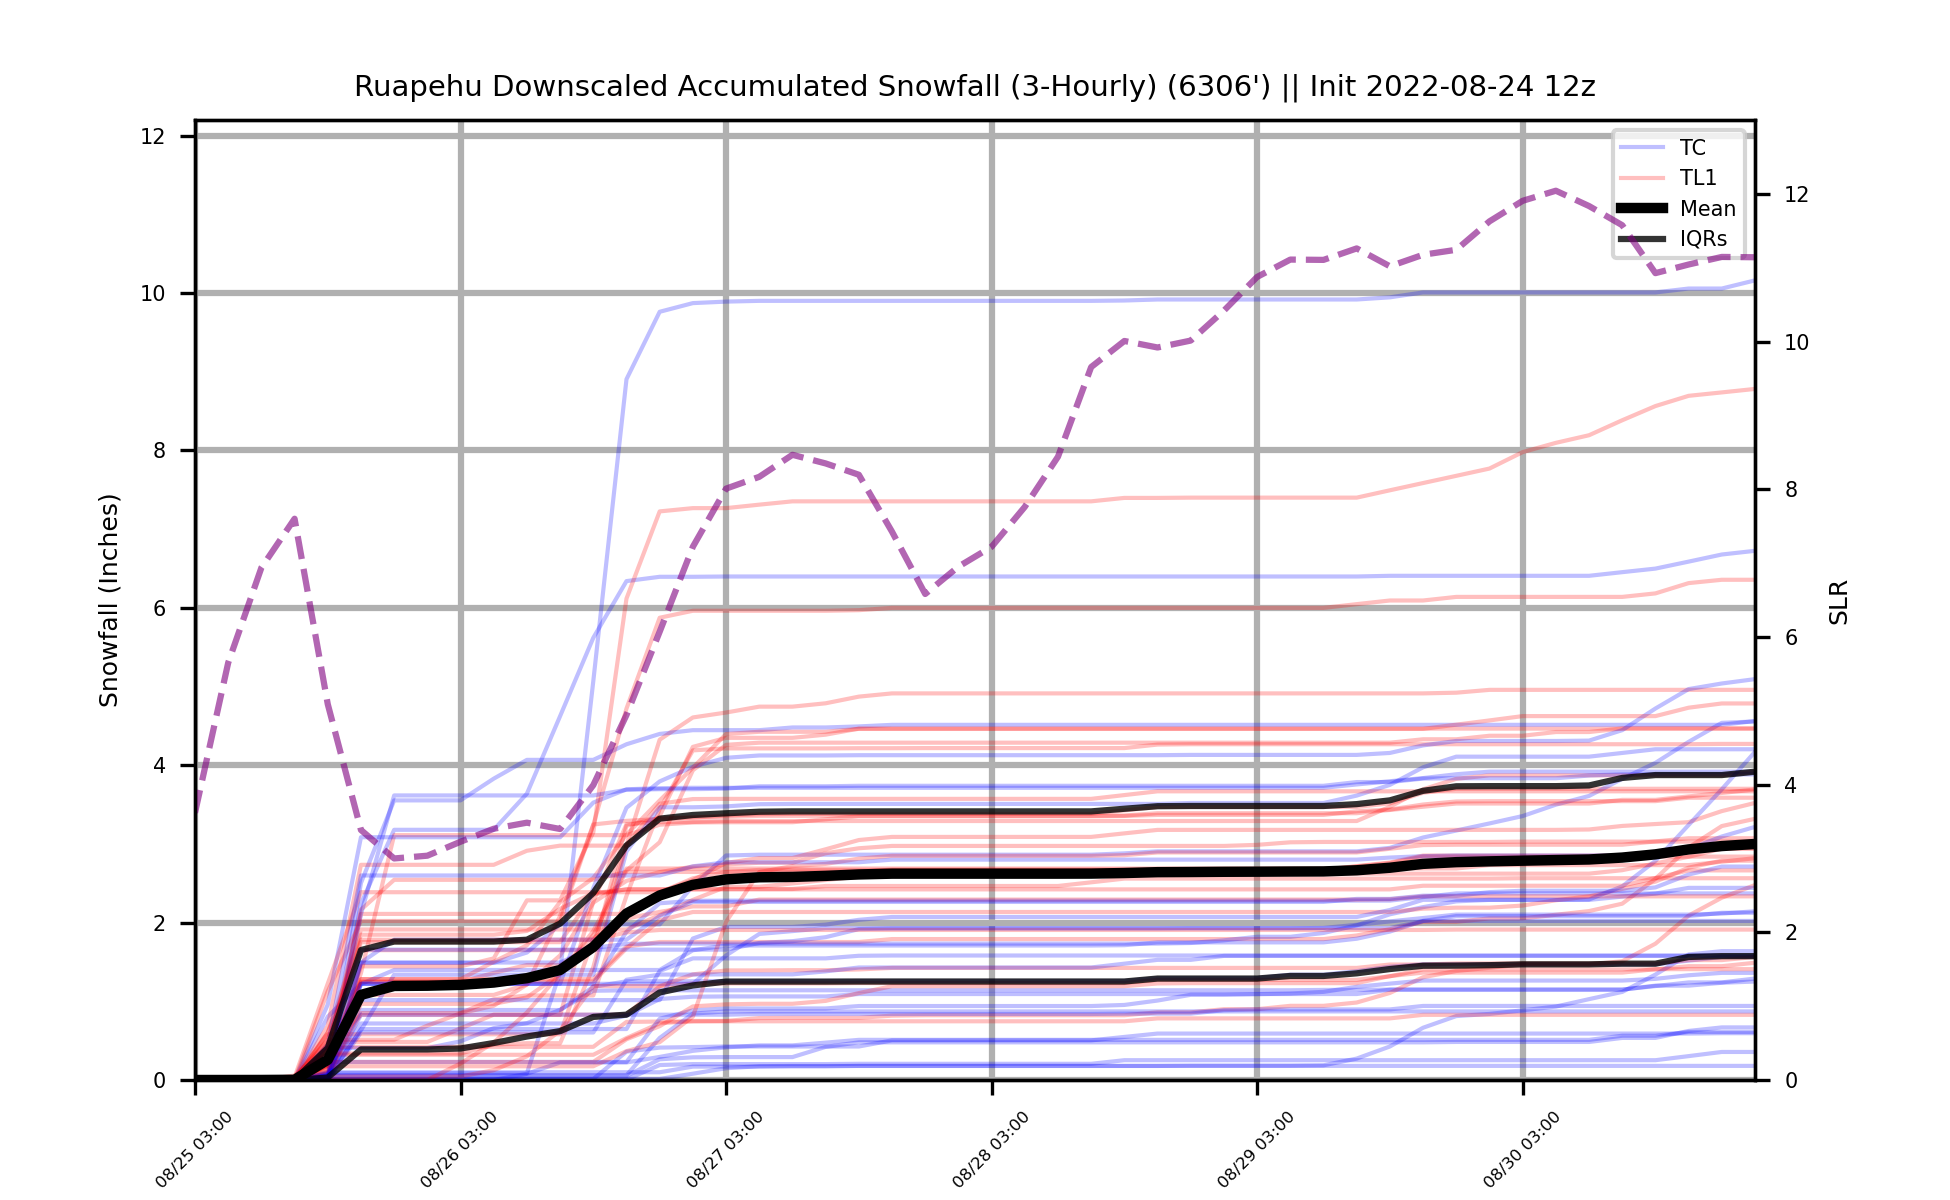 Ruapehu Downscaled Accumulated Snowfall (3-Hourly) (6306') || Init 2022-08-24 12z
12
10
8
6
4
2
0
Snowfall (Inches)
TC
TL1
Mean
IQRs
12
10
8
6
4
2
0
SLR
08/25 03:00
08/26 03:00
08/27 03:00
08/28 03:00
08/29 03:00
08/30 03:00